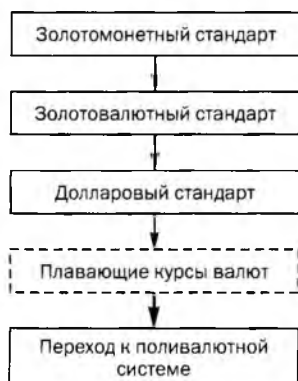 Золотомонетный стандарт
Золотовалютный стандарт
Долларовый стандарт
Плавающие курсы валют
Переход к поливалютной
системе